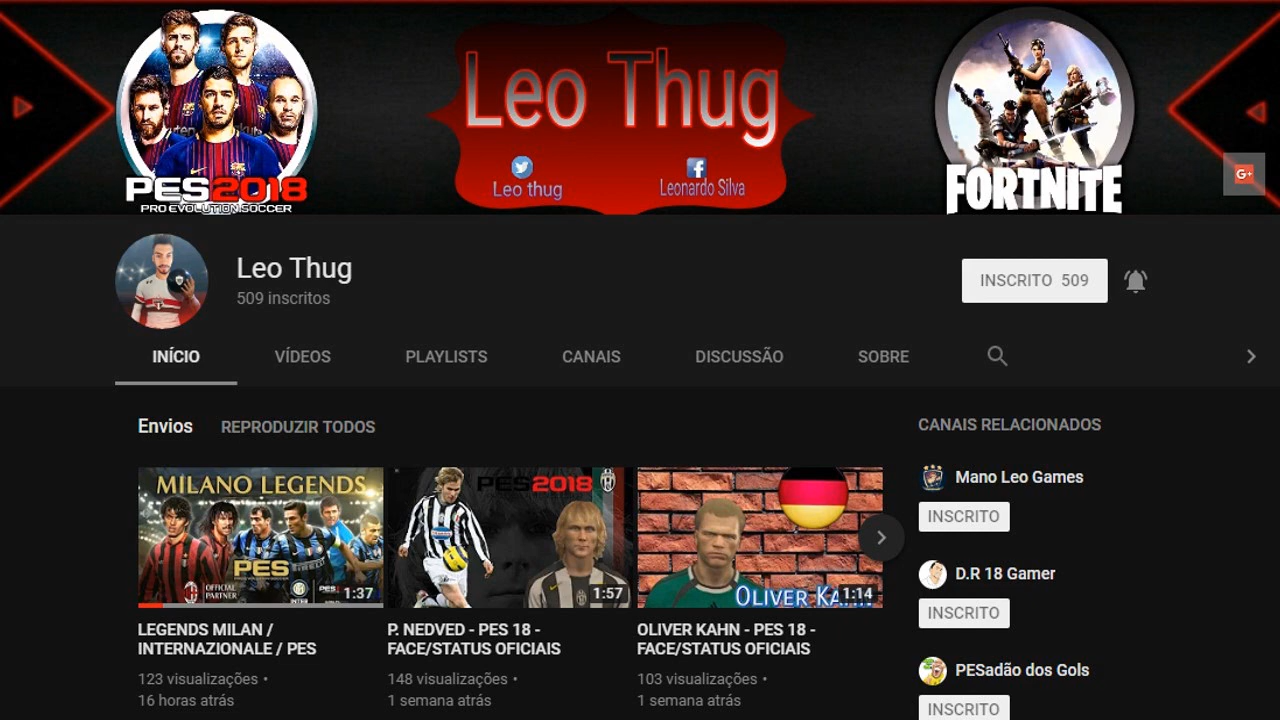 Leo Thug
Leo thug
Leonardo Silva
PES2018
PRO EVOLUTION SOCCER
FORTNITE
G+
Leo Thug
509 inscritos
INSCRITO 509
INÍCIO VÍDEOS PLAYLISTS CANAIS DISCUSSÃO SOBRE
Envios REPRODUZIR TODOS
MILANO LEGENDS
PES
OFFICIAL
PARTNER
1:37
LEGENDS MILAN /
INTERNAZIONALE / PES
123 visualizações •
16 horas atrás
PES2018
1:57
P. NEDVED - PES 18 -
FACE/STATUS OFICIAIS
148 visualizações •
1 semana atrás
OLIVER
1:14
OLIVER KAHN - PES 18 -
FACE/STATUS OFICIAIS
103 visualizações •
1 semana atrás
CANAIS RELACIONADOS
Mano Leo Games
INSCRITO
D.R 18 Gamer
INSCRITO
PESadão dos Gols
INSCRITO